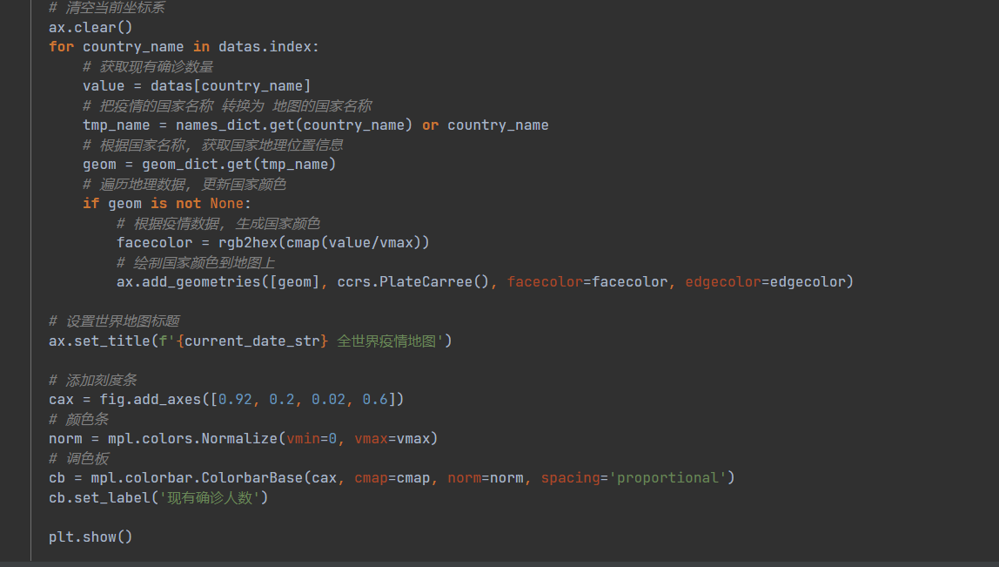 # 清空当前坐标系
ax.clear()
for country_name in datas.index:
# 获取现有确诊数量
value = datas[country_name]
# 把疫情的国家名称 转换为 地图的国家名称
tmp_name = names_dict.get(country_name) or country_name
# 根据国家名称, 获取国家地理位置信息
geom = geom_dict.get(tmp_name)
# 遍历地理数据, 更新国家颜色
if geom is not None:
# 根据疫情数据, 生成国家颜色
facecolor = rgb2hex(cmap(value/vmax))
# 绘制国家颜色到地图上
ax.add_geometries([geom], ccrs.PlateCarree(), facecolor=facecolor, edgecolor=edgecolor)
# 设置世界地图标题
ax.set_title(f'{current_date_str} 全世界疫情地图')
# 添加刻度条
cax = fig.add_axes([0.92, 0.2, 0.02, 0.6])
# 颜色条
norm = mpl.colors.Normalize(vmin=0, vmax=vmax)
# 调色板
cb = mpl.colorbar.ColorbarBase(cax, cmap=cmap, norm=norm, spacing='proportional')
cb.set_label('现有确诊人数')
plt.show()